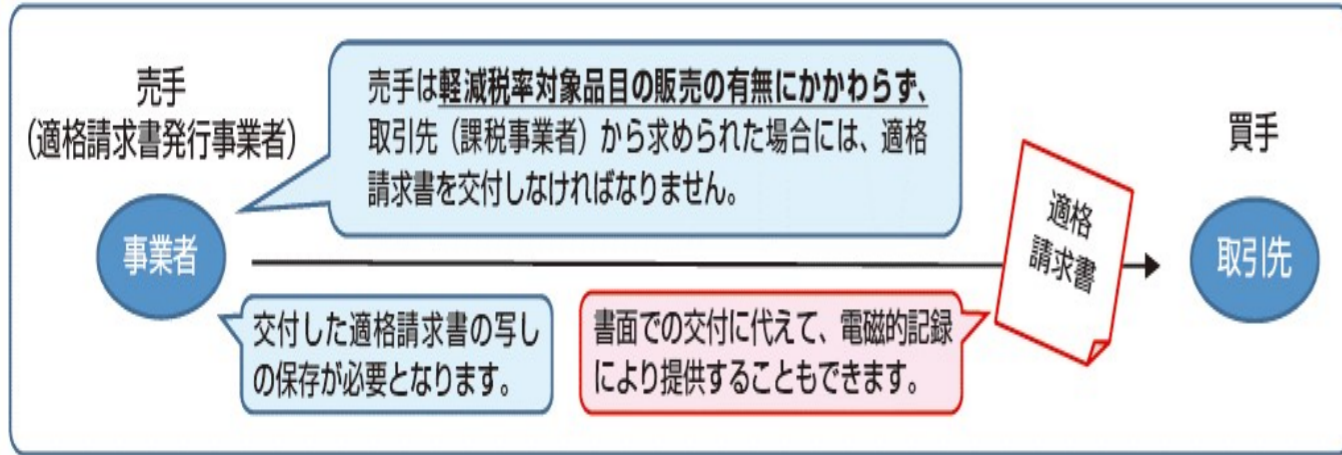 売手
（適格請求書発行事業者）
事業者
売手は軽減税率対象品目の販売の有無にかかわらず、
取引先（課税事業者）から求められた場合には、適格
請求書を交付しなければなりません。
交付した適格請求書の写し
の保存が必要となります。
書面での交付に代えて、電磁的記録
により提供することもできます。
適格
請求書
買手
取引先